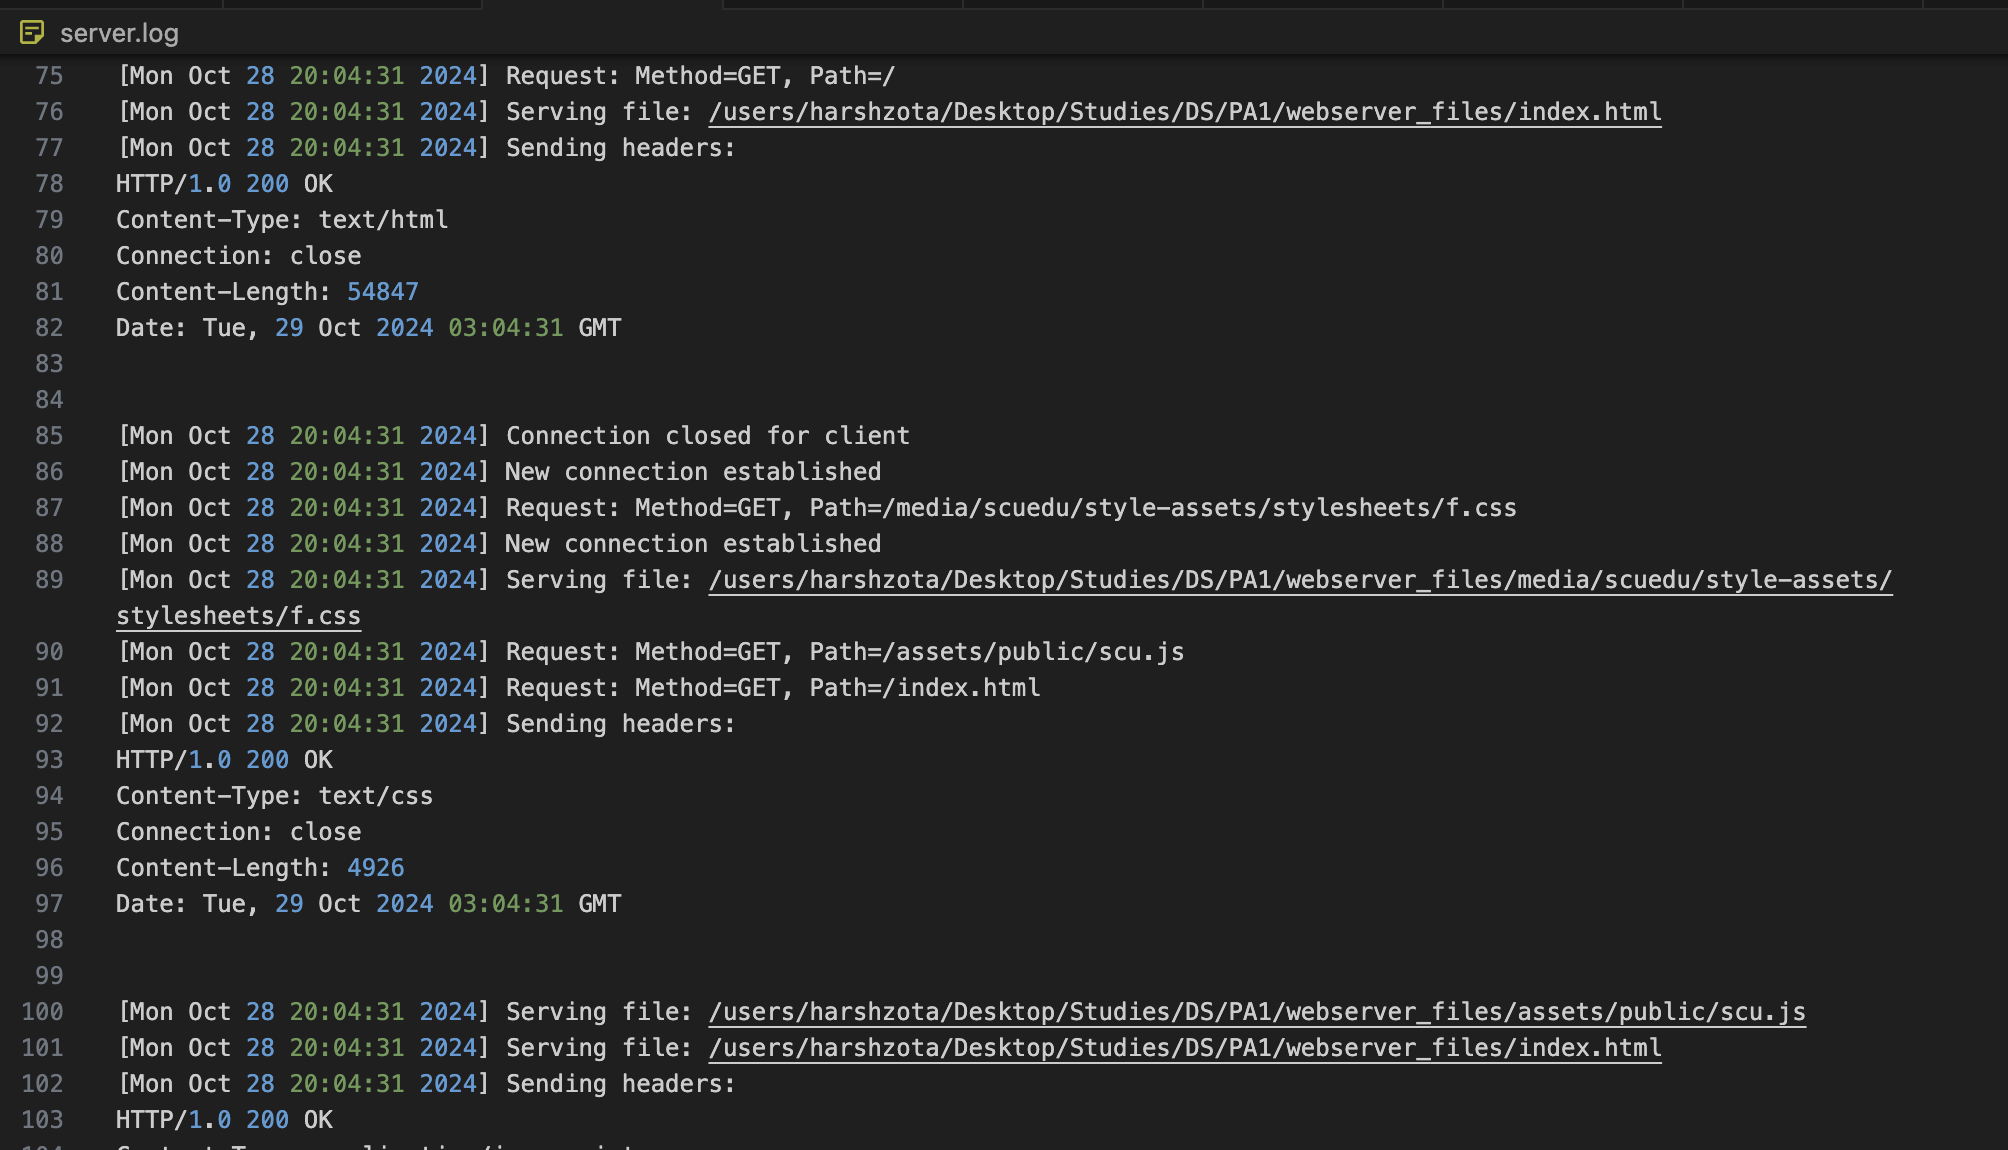 server.log
75 [Mon Oct 28 20:04:31 2024] Request: Method=GET, Path=/
76 [Mon Oct 28 20:04:31 2024] Serving file: /users/harshzota/Desktop/Studies/DS/PA1/webserver_files/index.html
77 [Mon Oct 28 20:04:31 2024] Sending headers:
78 HTTP/1.0 200 OK
79 Content-Type: text/html
80 Connection: close
81 Content-Length: 54847
82 Date: Tue, 29 Oct 2024 03:04:31 GMT
83
84
85 [Mon Oct 28 20:04:31 2024] Connection closed for client
86 [Mon Oct 28 20:04:31 2024] New connection established
87 [Mon Oct 28 20:04:31 2024] Request: Method=GET, Path=/media/scuedu/style-assets/stylesheets/f.css
88 [Mon Oct 28 20:04:31 2024] New connection established
89 [Mon Oct 28 20:04:31 2024] Serving file: /users/harshzota/Desktop/Studies/DS/PA1/webserver_files/media/scuedu/style-assets/
stylesheets/f.css
90 [Mon Oct 28 20:04:31 2024] Request: Method=GET, Path=/assets/public/scu.js
91 [Mon Oct 28 20:04:31 2024] Request: Method=GET, Path=/index.html
92 [Mon Oct 28 20:04:31 2024] Sending headers:
93 HTTP/1.0 200 OK
94 Content-Type: text/css
95 Connection: close
96 Content-Length: 4926
97 Date: Tue, 29 Oct 2024 03:04:31 GMT
98
99
100 [Mon Oct 28 20:04:31 2024] Serving file: /users/harshzota/Desktop/Studies/DS/PA1/webserver_files/assets/public/scu.js
101 [Mon Oct 28 20:04:31 2024] Serving file: /users/harshzota/Desktop/Studies/DS/PA1/webserver_files/index.html
102 [Mon Oct 28 20:04:31 2024] Sending headers:
103 HTTP/1.0 200 OK